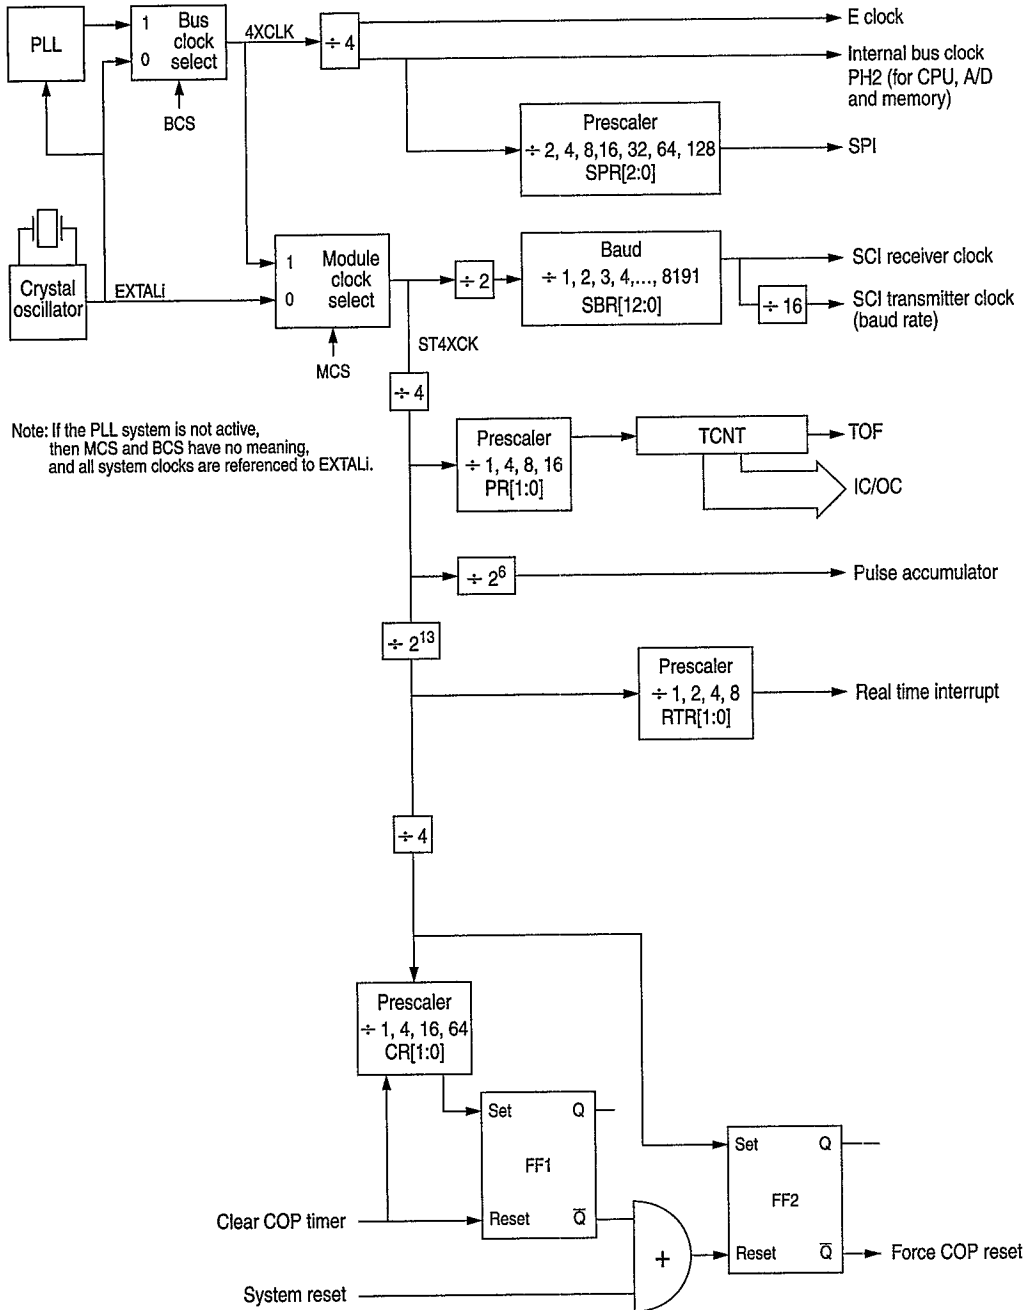 PLL
1
0
Bus
clock
select
BCS
4XCLK
÷ 4
E clock
Internal bus clock
PH2 (for CPU, A/D
and memory)
Prescaler
÷ 2, 4, 8,16, 32, 64, 128
SPR[2:0]
SPI
Crystal
oscillator
EXTALi
1
0
Module
clock
select
MCS
÷ 2
Baud
÷ 1, 2, 3, 4,..., 8191
SBR[12:0]
SCI receiver clock
÷ 16
SCI transmitter clock
(baud rate)
ST4XCK
÷ 4
Note: If the PLL system is not active,
then MCS and BCS have no meaning,
and all system clocks are referenced to EXTALi.
Prescaler
÷ 1, 4, 8, 16
PR[1:0]
TCNT
TOF
IC/OC
÷ 2⁶
Pulse accumulator
÷ 2¹³
Prescaler
÷ 1, 2, 4, 8
RTR[1:0]
Real time interrupt
÷ 4
Prescaler
÷ 1, 4, 16, 64
CR[1:0]
Set
Q
FF1
Reset
Q̅
Set
Q
FF2
Reset
Q̅
Clear COP timer
+
Force COP reset
System reset